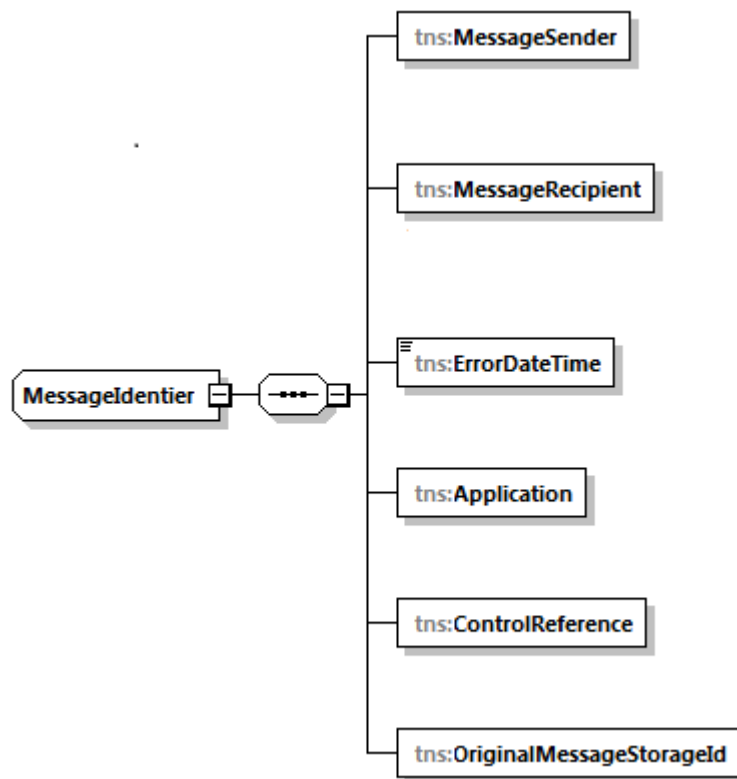 tns:MessageSender
tns:MessageRecipient
tns:ErrorDateTime
MessageIdentier
tns:Application
tns:ControlReference
tns:OriginalMessageStorageId